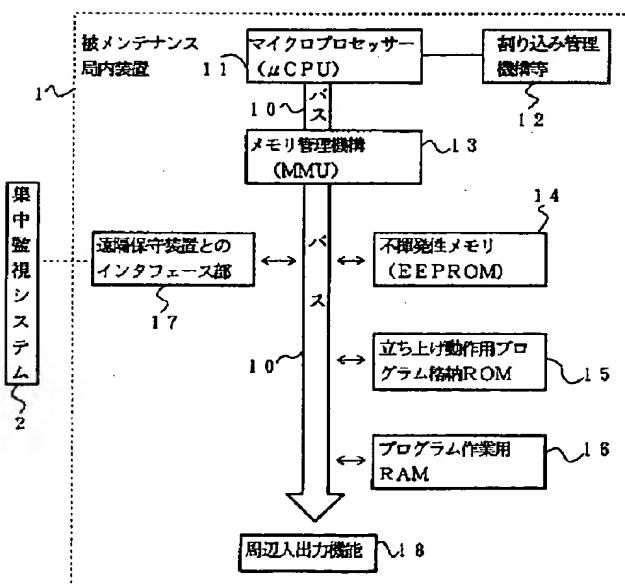 被メンテナンス
局内装置
1
マイクロプロセッサー
(μCPU)
11
割り込み管理
機構等
12
10
バス
メモリ管理機構
(MMU)
13
集中監視システム
2
遠隔保守装置との
インタフェース部
17
バス
10
不揮発性メモリ
(EEPROM)
14
立ち上げ動作用プロ
グラム格納ROM
15
プログラム作業用
RAM
16
周辺入出力機能
18